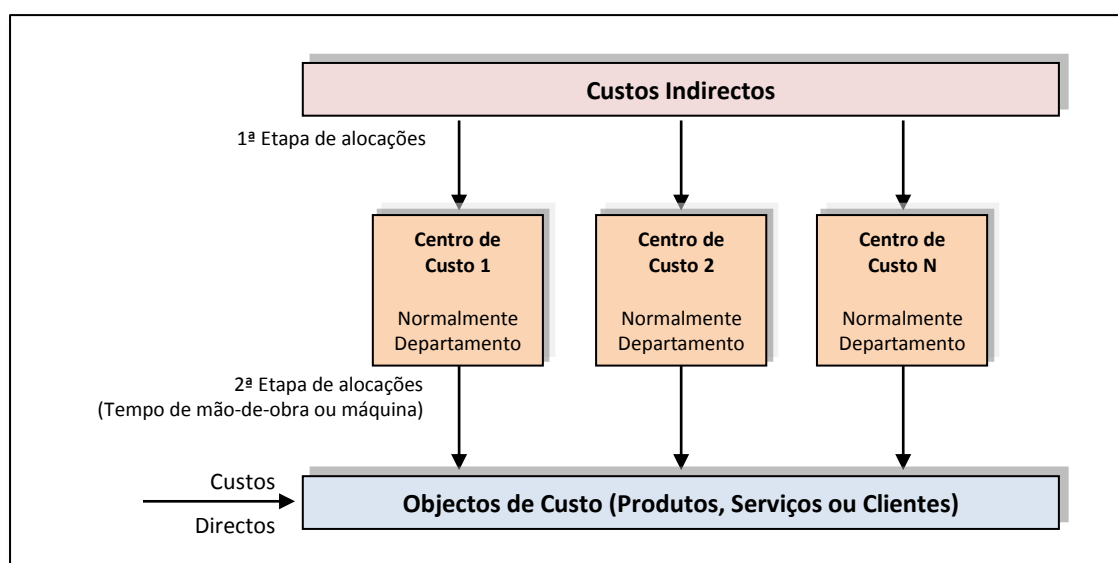 Custos Indirectos
1ª Etapa de alocações
Centro de
Custo 1
Normalmente
Departamento
Centro de
Custo 2
Normalmente
Departamento
Centro de
Custo N
Normalmente
Departamento
2ª Etapa de alocações
(Tempo de mão-de-obra ou máquina)
Custos
Directos
Objectos de Custo (Produtos, Serviços ou Clientes)